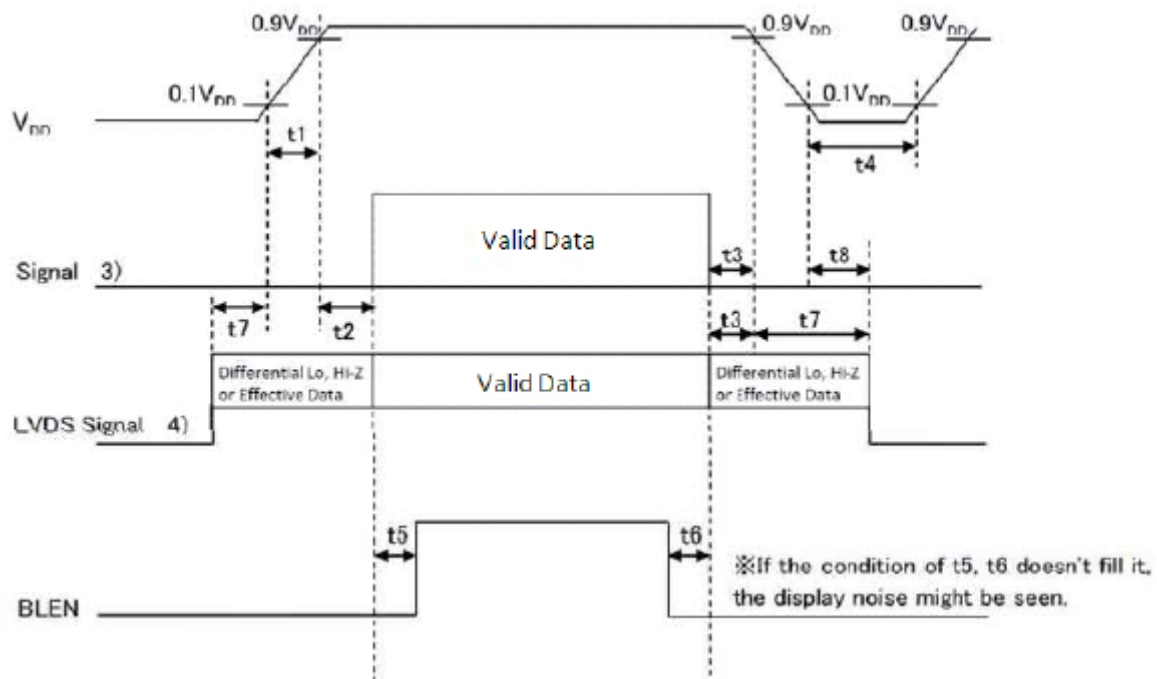 0.9VDD
0.9VDD
0.9VDD
0.1VDD
0.1VDD
VDD
t1
t4
Valid Data
Signal 3)
t3
t8
t7
t2
t3
t7
Differential Lo, Hi-Z
or Effective Data
Valid Data
Differential Lo, Hi-Z
or Effective Data
LVDS Signal 4)
t5
t6
BLEN
※If the condition of t5, t6 doesn't fill it,
the display noise might be seen.